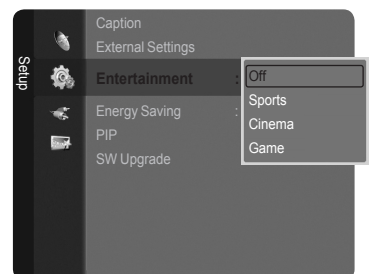 Setup
Caption
External Settings
Entertainment : Off
Sports
Cinema
Game
Energy Saving :
PIP
SW Upgrade